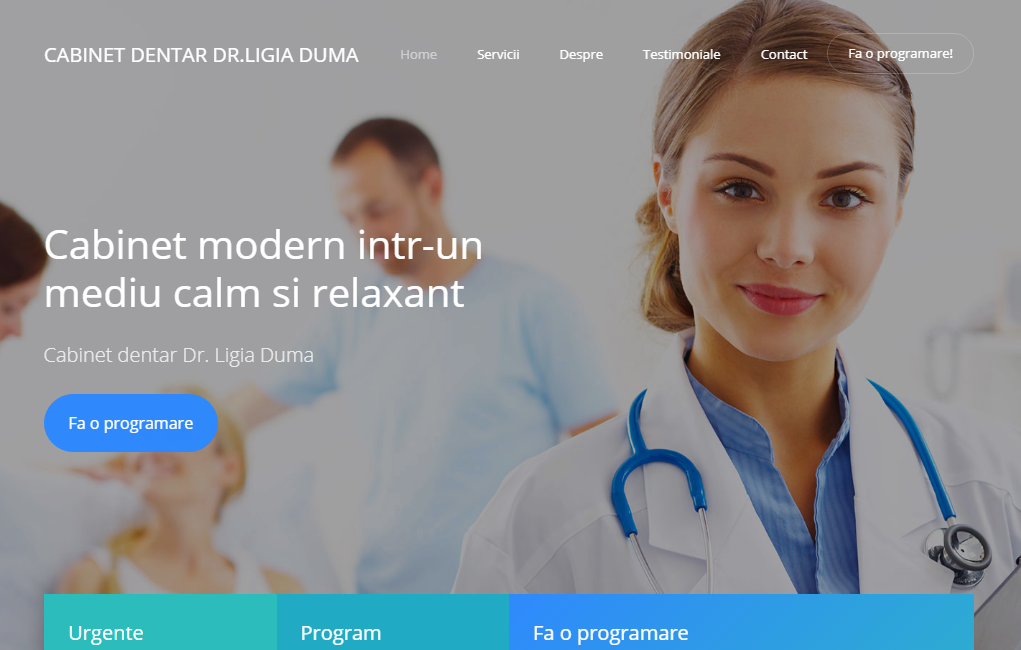 CABINET DENTAR DR.LIGIA DUMA
Home
Servicii
Despre
Testimoniale
Contact
Fa o programare!
Cabinet modern intr-un
mediu calm si relaxant
Cabinet dentar Dr. Ligia Duma
Fa o programare
Urgente
Program
Fa o programare